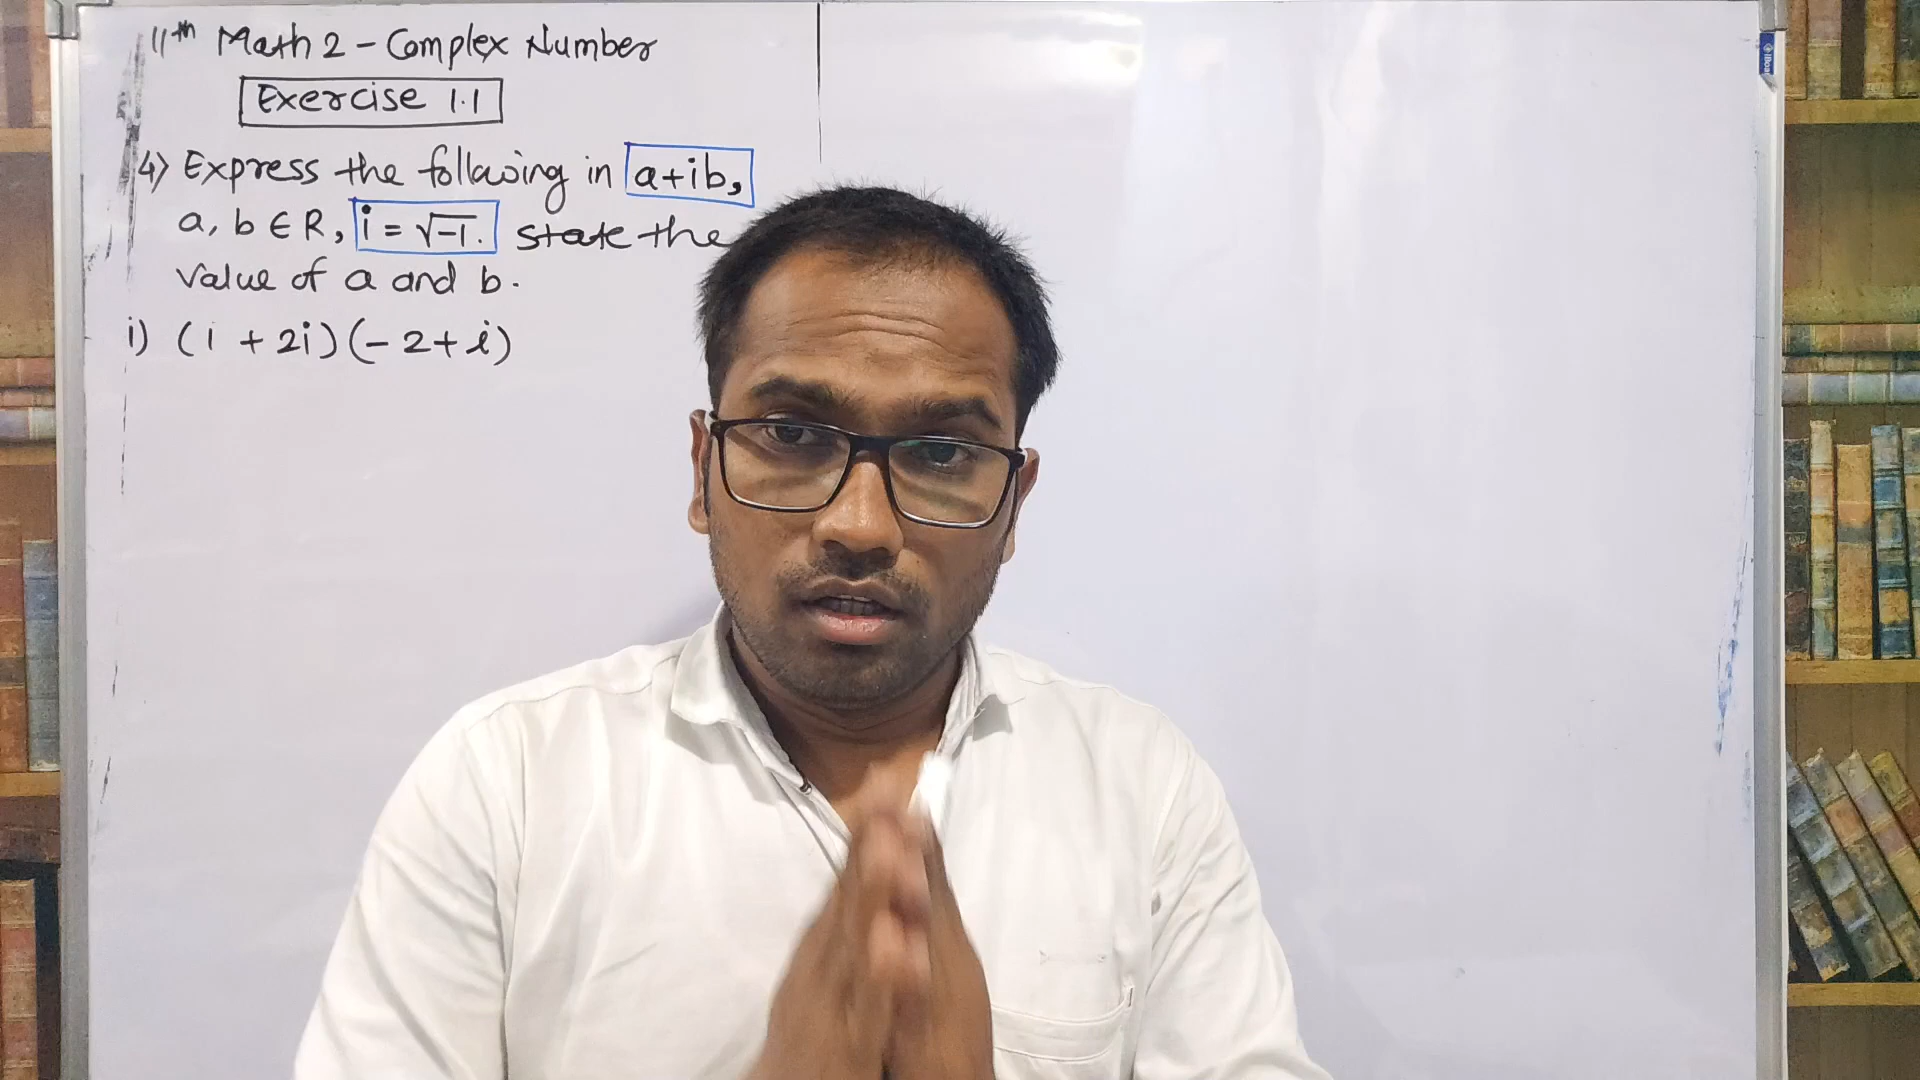 11th Math 2 - Complex Number
Exercise 1.1
4) Express the following in a+ib,
a, b ∈ R, i = √-1. state the
value of a and b.
i) (1 + 2i)(- 2 + i)